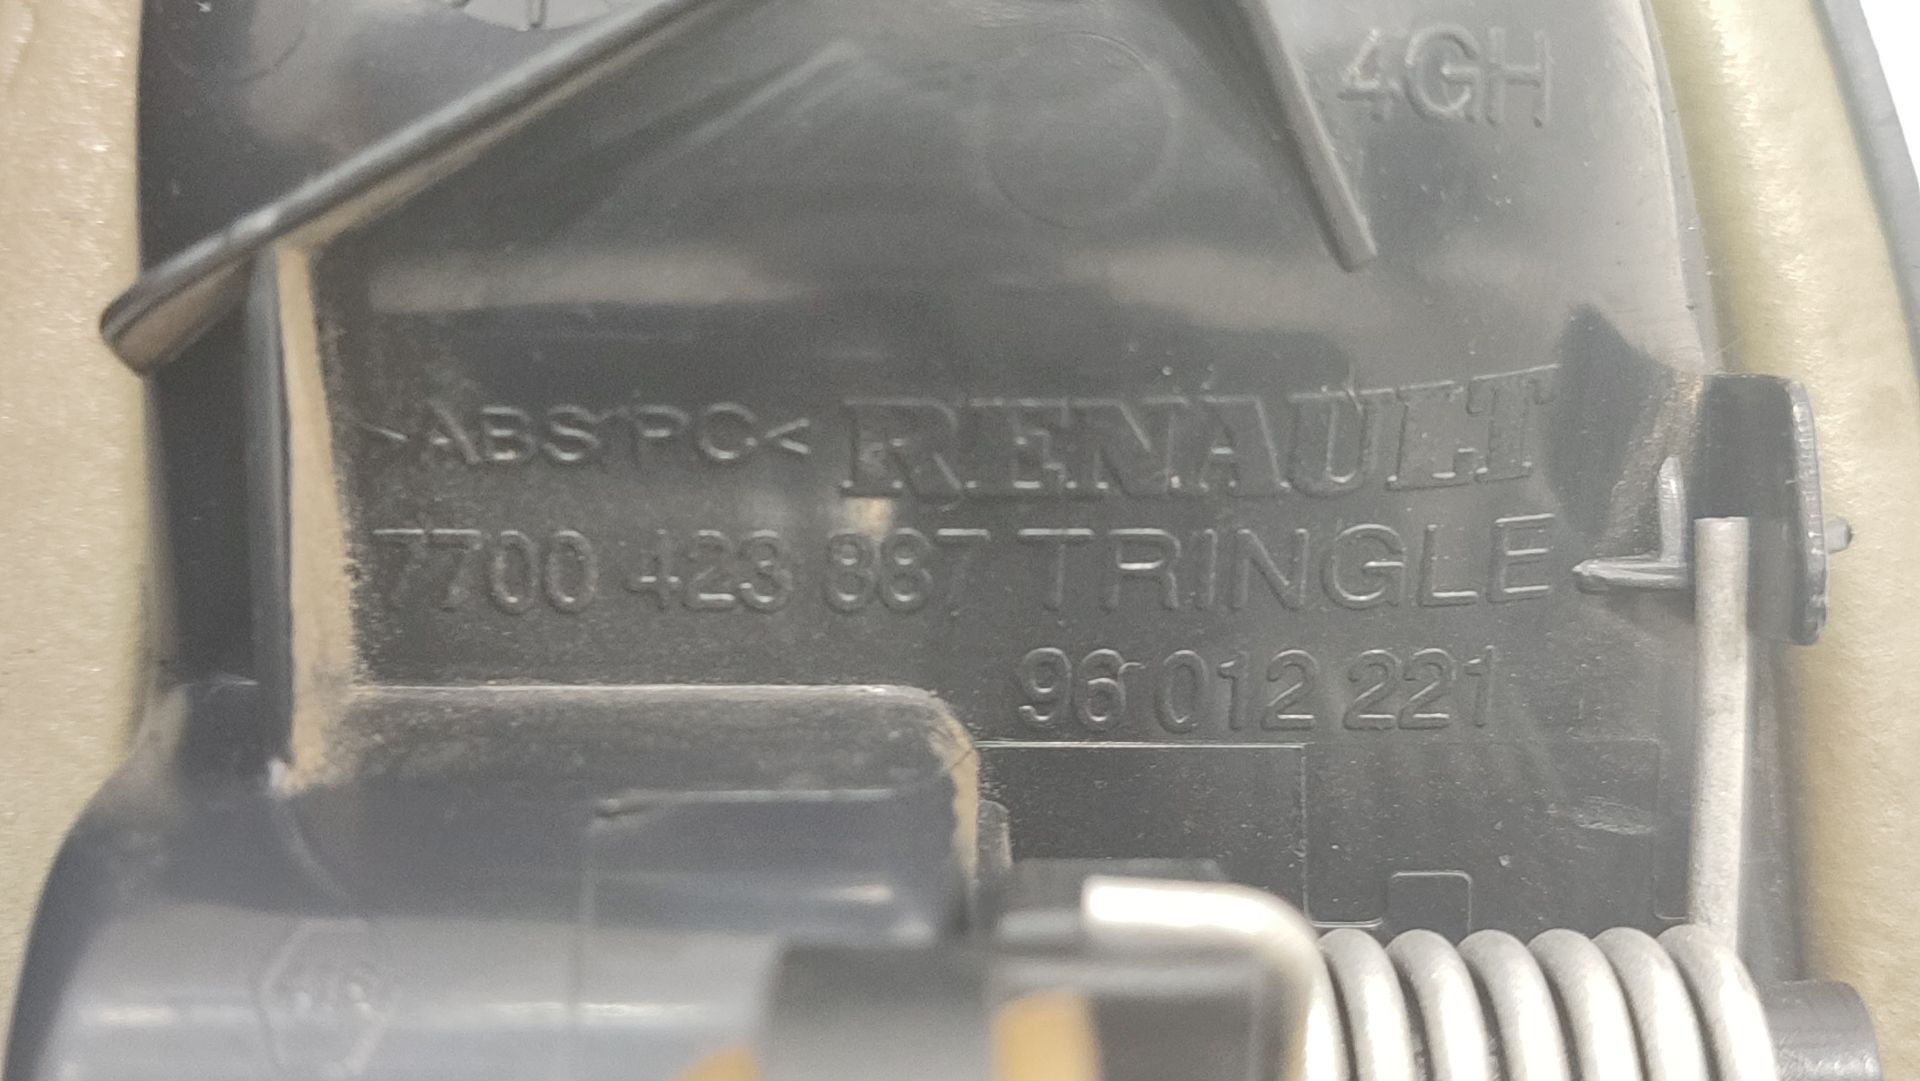 4GH
>ABS/PC< RENAULT
7700 423 887 TRINGLE
96 012 221